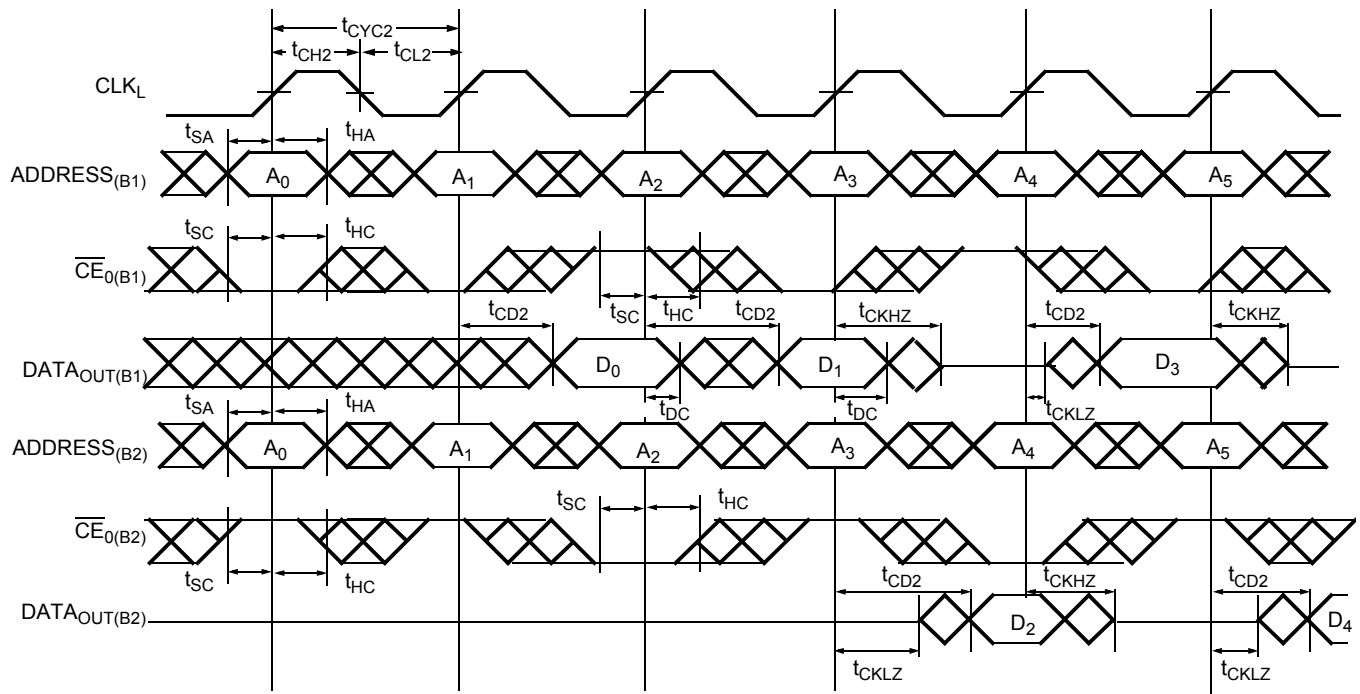 tCYC2
tCH2 tCL2
CLKL
tSA tHA
ADDRESS(B1) A0 A1 A2 A3 A4 A5
tSC tHC
CE0(B1)
tCD2 tSC tHC tCD2 tCKHZ tCD2 tCKHZ
DATAOUT(B1) D0 D1 D3
tSA tHA tDC tDC tCKLZ
ADDRESS(B2) A0 A1 A2 A3 A4 A5
tSC tHC
CE0(B2)
tSC tHC tCD2 tCKHZ tCD2
DATAOUT(B2) D2 D4
tCKLZ tCKLZ